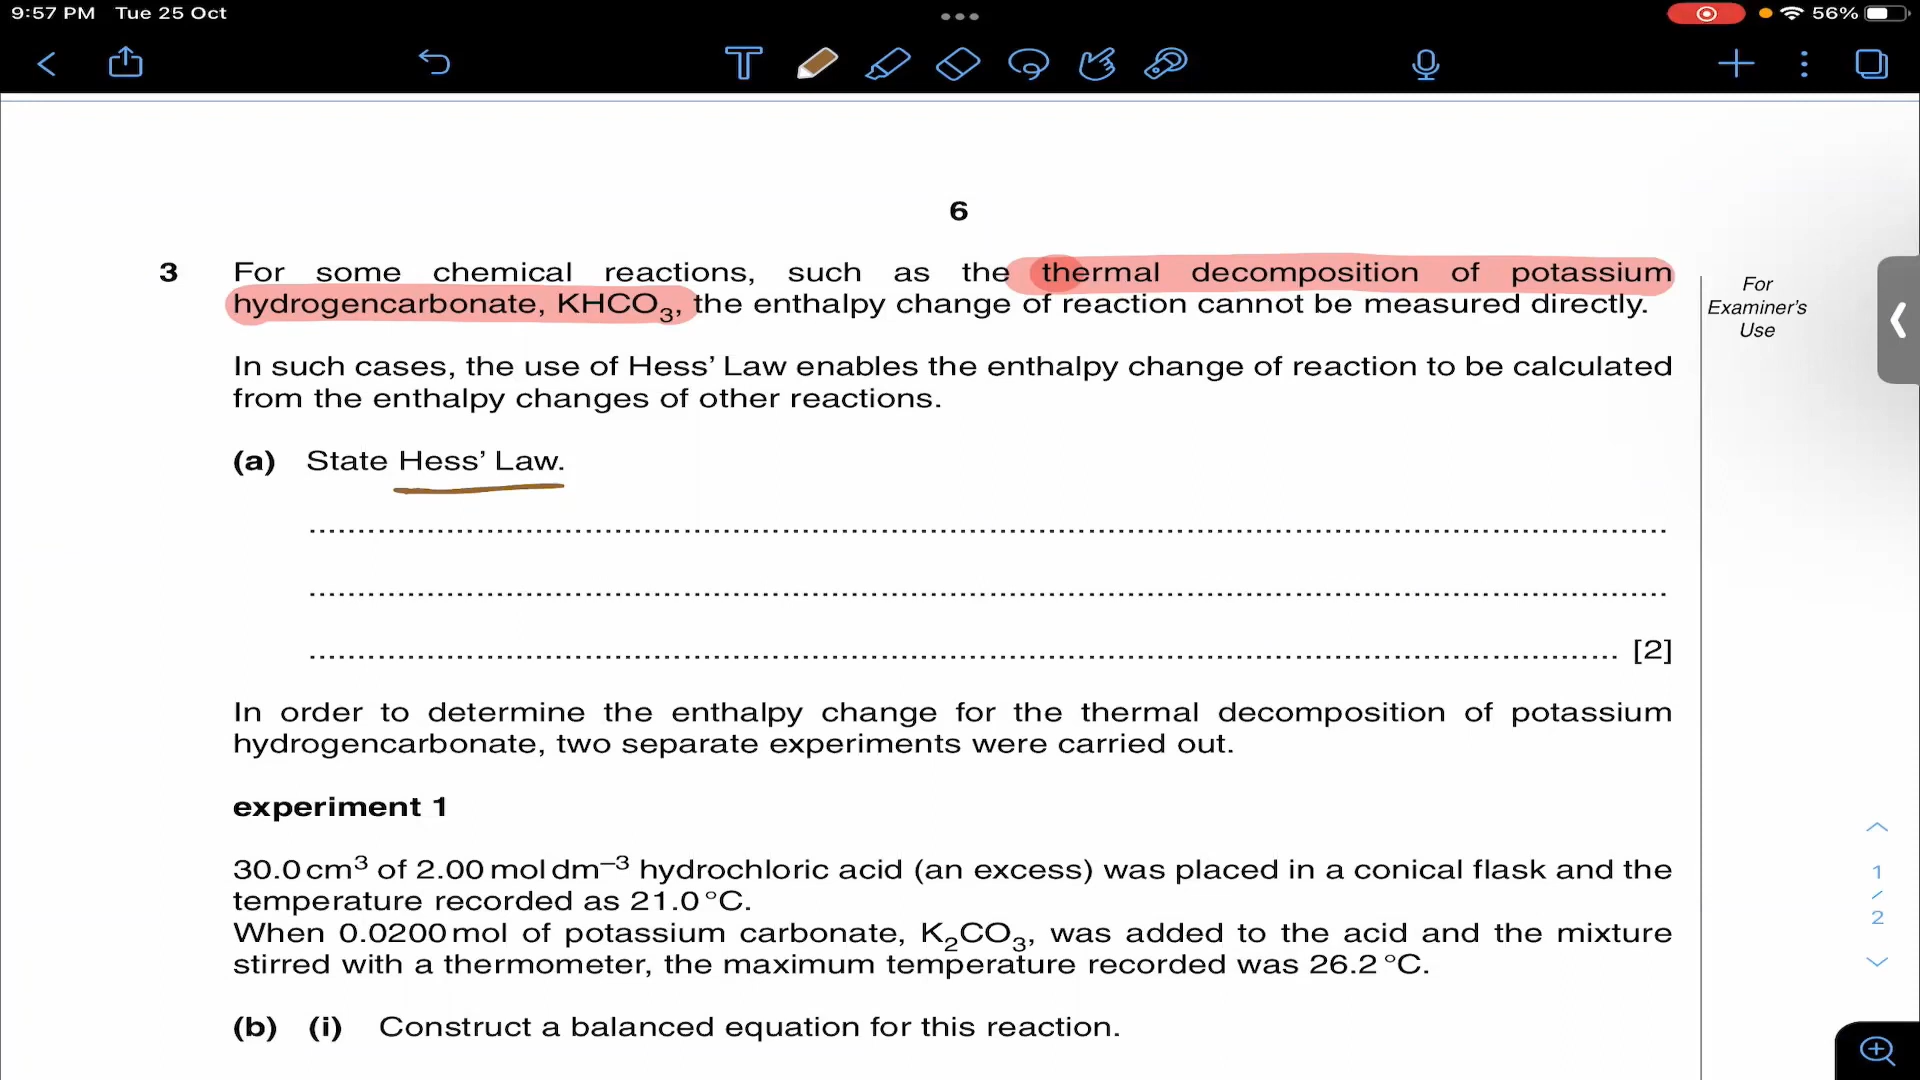 9:57 PM Tue 25 Oct
56%
6
3 For some chemical reactions, such as the thermal decomposition of potassium
hydrogencarbonate, KHCO₃, the enthalpy change of reaction cannot be measured directly.
For
Examiner's
Use
In such cases, the use of Hess' Law enables the enthalpy change of reaction to be calculated
from the enthalpy changes of other reactions.
(a) State Hess' Law.
[2]
In order to determine the enthalpy change for the thermal decomposition of potassium
hydrogencarbonate, two separate experiments were carried out.
experiment 1
30.0 cm³ of 2.00 mol dm⁻³ hydrochloric acid (an excess) was placed in a conical flask and the
temperature recorded as 21.0 °C.
When 0.0200 mol of potassium carbonate, K₂CO₃, was added to the acid and the mixture
stirred with a thermometer, the maximum temperature recorded was 26.2 °C.
(b) (i) Construct a balanced equation for this reaction.
1
/
2